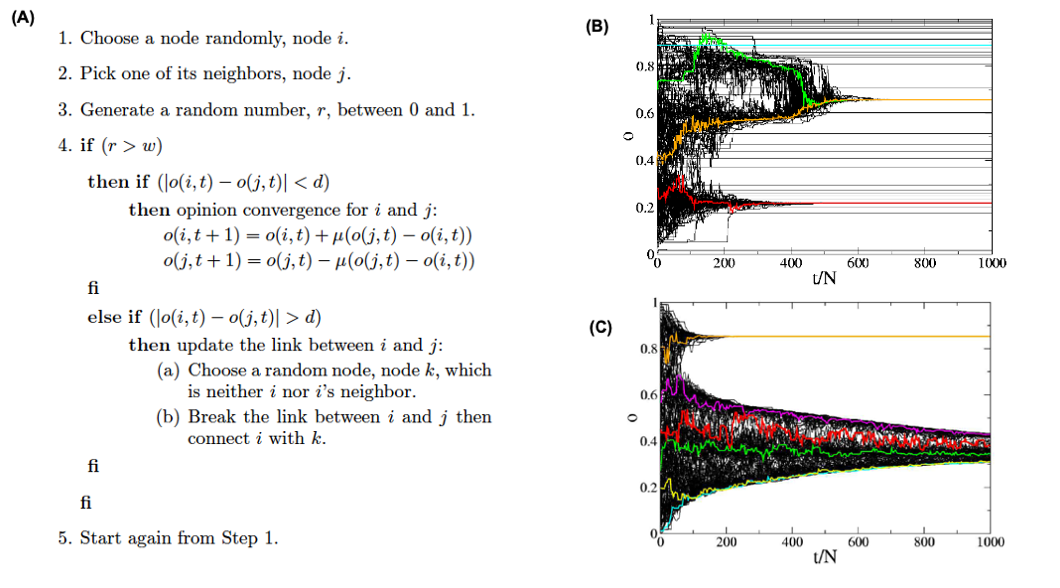 (A)
1. Choose a node randomly, node i.
2. Pick one of its neighbors, node j.
3. Generate a random number, r, between 0 and 1.
4. if (r > w)
then if (|o(i, t) − o(j, t)| < d)
then opinion convergence for i and j:
o(i, t + 1) = o(i, t) + μ(o(j, t) − o(i, t))
o(j, t + 1) = o(j, t) − μ(o(j, t) − o(i, t))
fi
else if (|o(i, t) − o(j, t)| > d)
then update the link between i and j:
(a) Choose a random node, node k, which
is neither i nor i's neighbor.
(b) Break the link between i and j then
connect i with k.
fi
fi
5. Start again from Step 1.
(B)
1
0.8
0.6
o
0.4
0.2
0
0 200 400 600 800 1000
t/N
(C)
1
0.8
0.6
o
0.4
0.2
0
0 200 400 600 800 1000
t/N